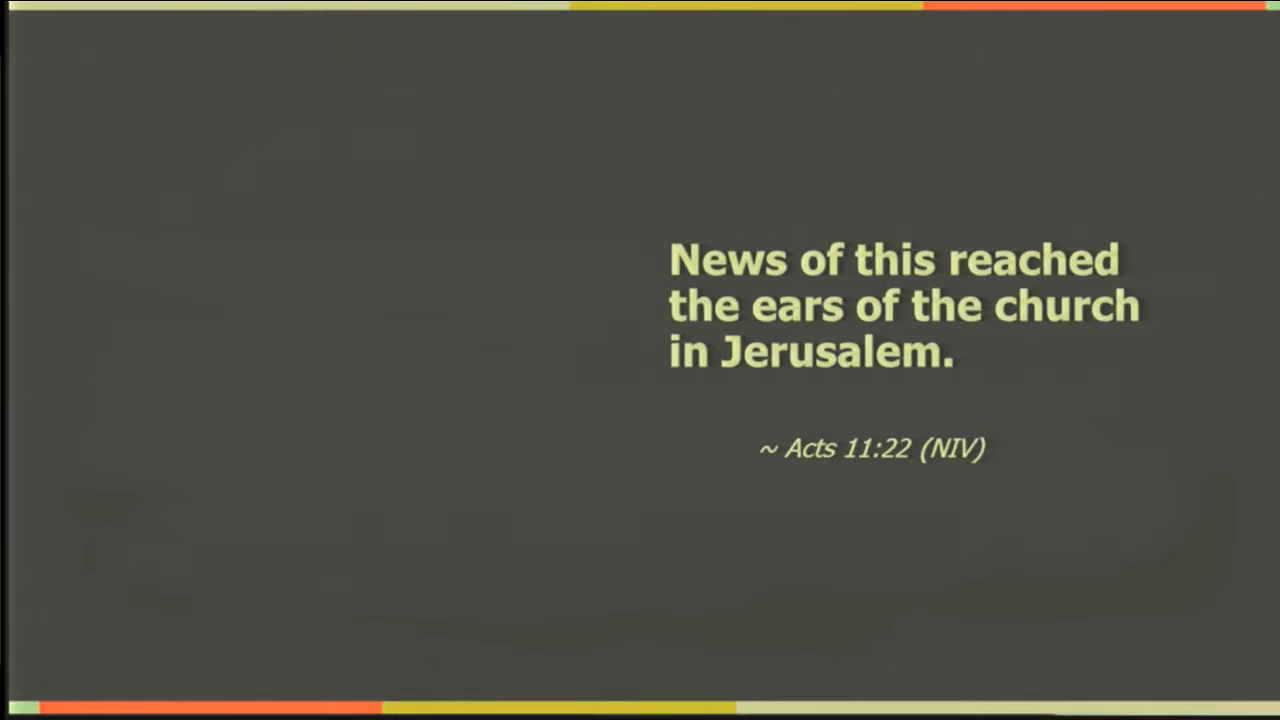 News of this reached
the ears of the church
in Jerusalem.
~ Acts 11:22 (NIV)